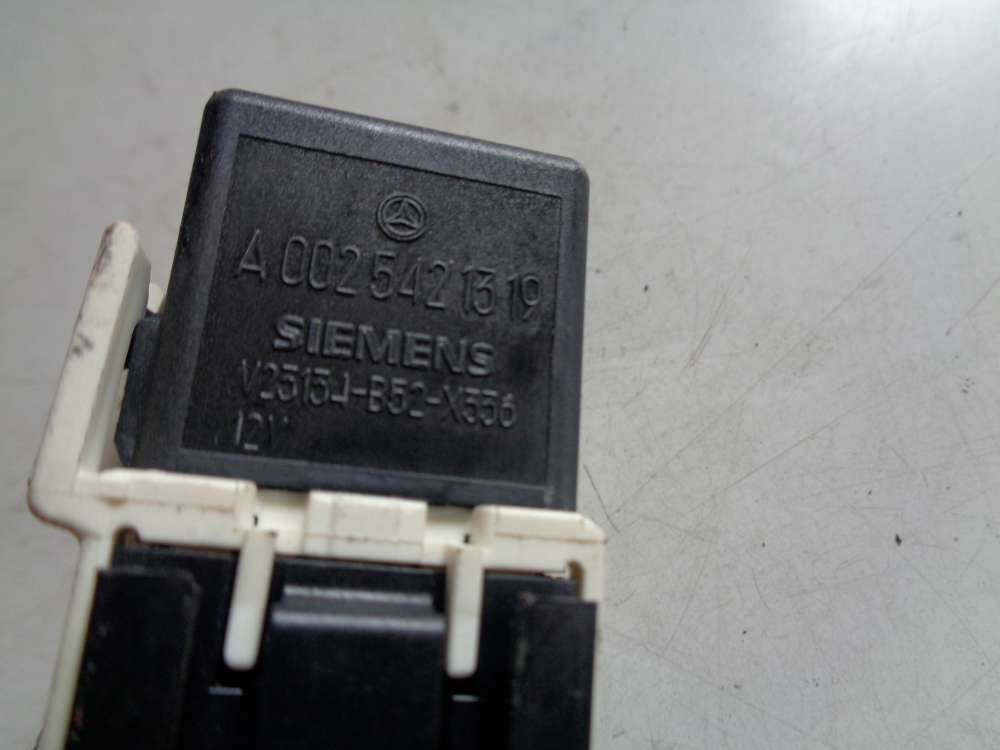 A 002 542 13 19
SIEMENS
V23134-B52-X336
12V